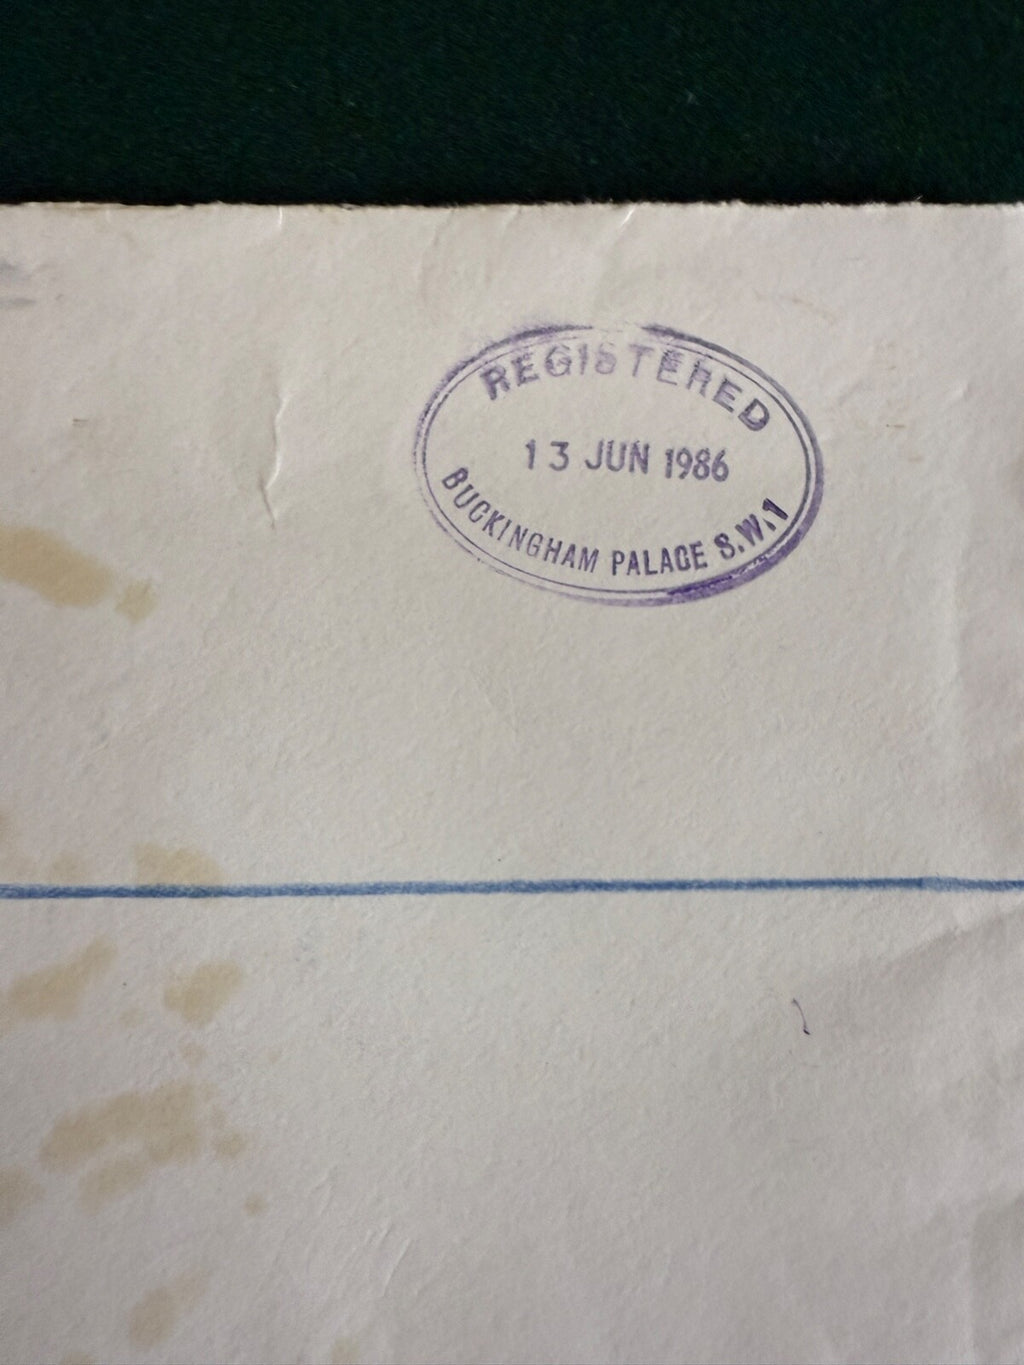 REGISTERED
13 JUN 1986
BUCKINGHAM PALACE S.W.1